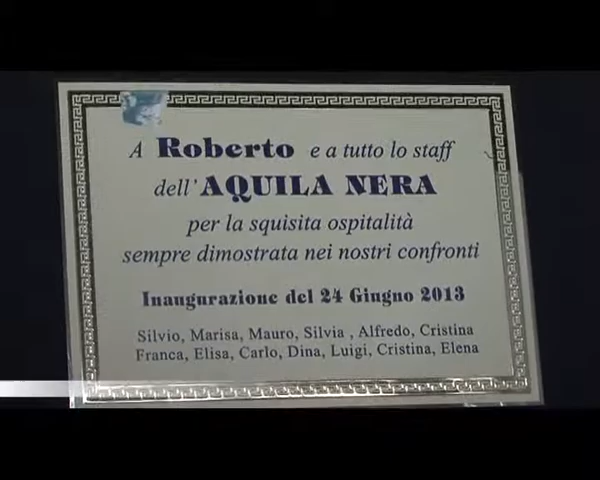 A Roberto e a tutto lo staff
dell' AQUILA NERA
per la squisita ospitalità
sempre dimostrata nei nostri confronti
Inaugurazione del 24 Giugno 2013
Silvio, Marisa, Mauro, Silvia , Alfredo, Cristina
Franca, Elisa, Carlo, Dina, Luigi, Cristina, Elena